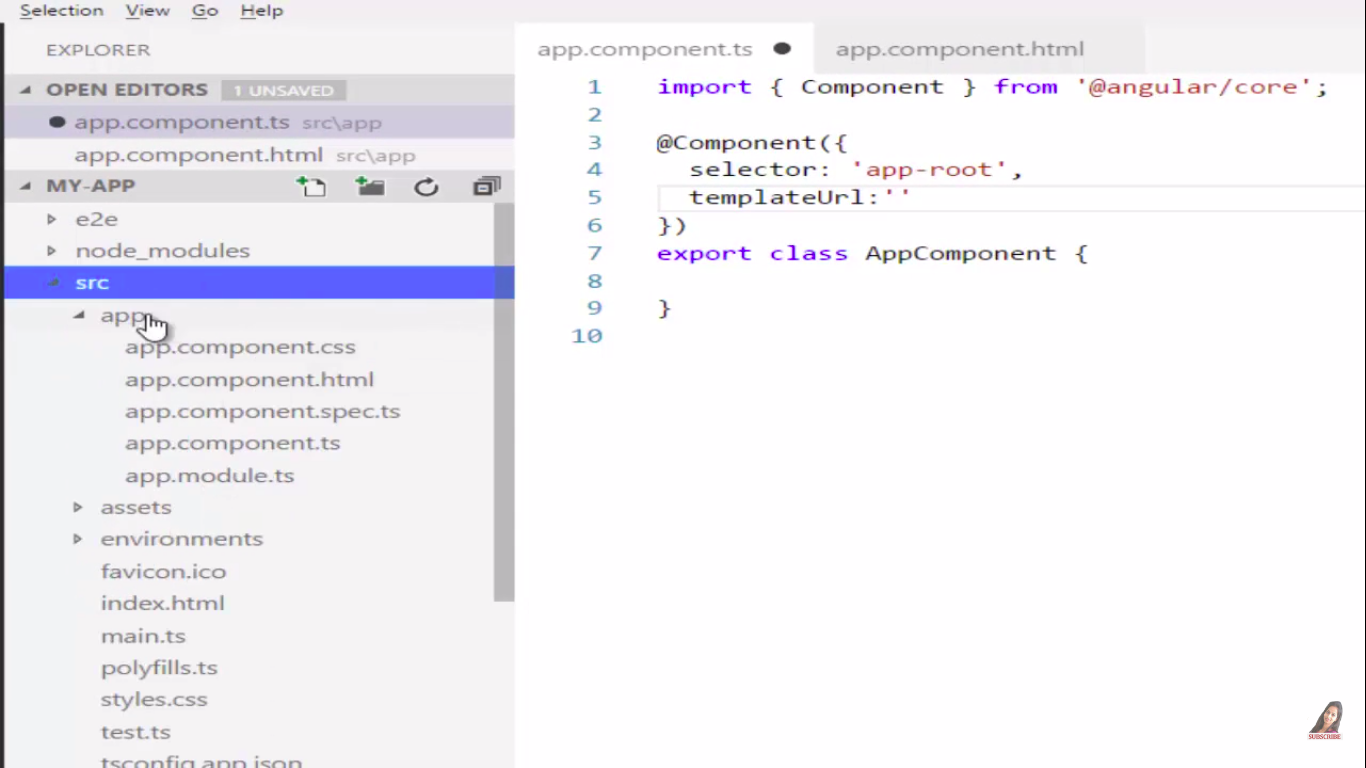 Selection View Go Help
EXPLORER
OPEN EDITORS 1 UNSAVED
app.component.ts src\app
app.component.html src\app
MY-APP
e2e
node_modules
src
app
app.component.css
app.component.html
app.component.spec.ts
app.component.ts
app.module.ts
assets
environments
favicon.ico
index.html
main.ts
polyfills.ts
styles.css
test.ts
tsconfig.app.json
app.component.ts app.component.html
1 import { Component } from '@angular/core';
2
3 @Component({
4 selector: 'app-root',
5 templateUrl:''
6 })
7 export class AppComponent {
8
9 }
10
SUBSCRIBE